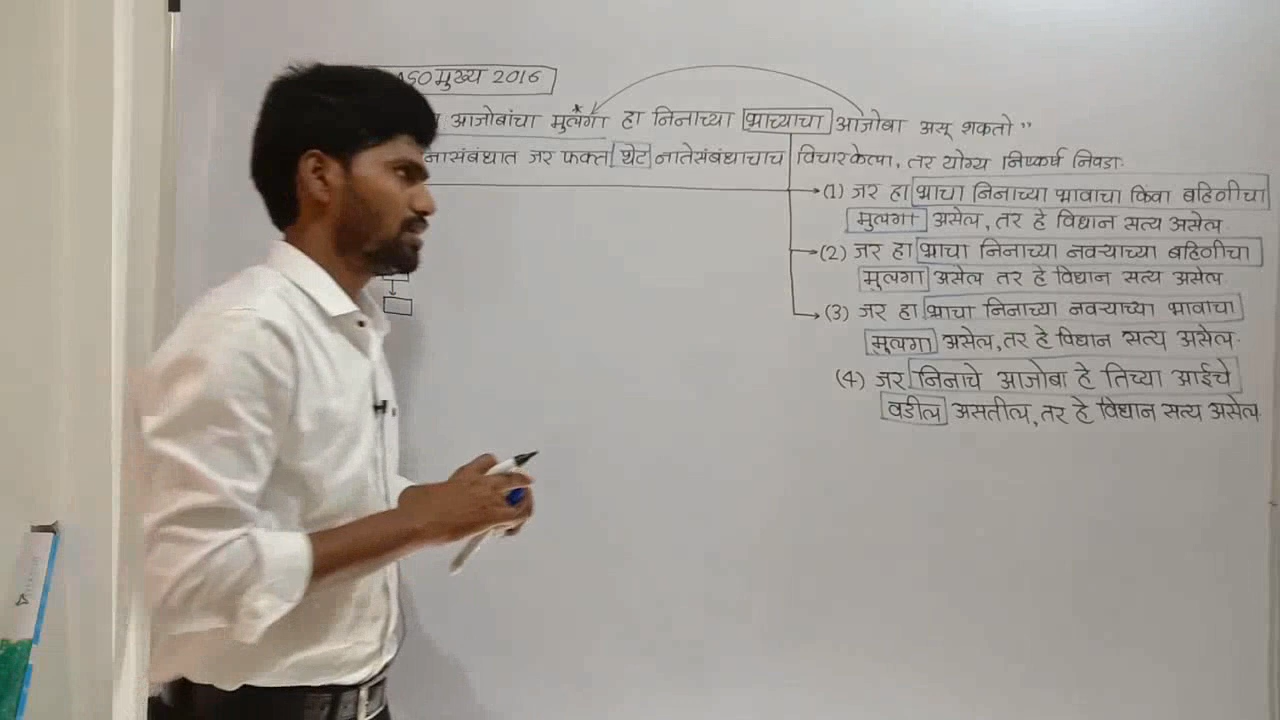 ASO मुख्य 2016
आजोबांचा मुलगा हा निनाच्या भाच्याचा आजोबा असू शकतो"
नासंबंधात जर फक्त थेट नातेसंबंधाचाच विचारकेला, तर योग्य निष्कर्ष निवडा.
(1) जर हा भाचा निनाच्या भावाचा किंवा बहिणीचा
मुलगा असेल, तर हे विधान सत्य असेल.
(2) जर हा भाचा निनाच्या नवऱ्याच्या बहिणीचा
मुलगा असेल तर हे विधान सत्य असेल.
(3) जर हा भाचा निनाच्या नवऱ्याच्या भावाचा
मुलगा असेल, तर हे विधान सत्य असेल.
(4) जर निनाचे आजोबा हे तिच्या आईचे
वडील असतील, तर हे विधान सत्य असेल.